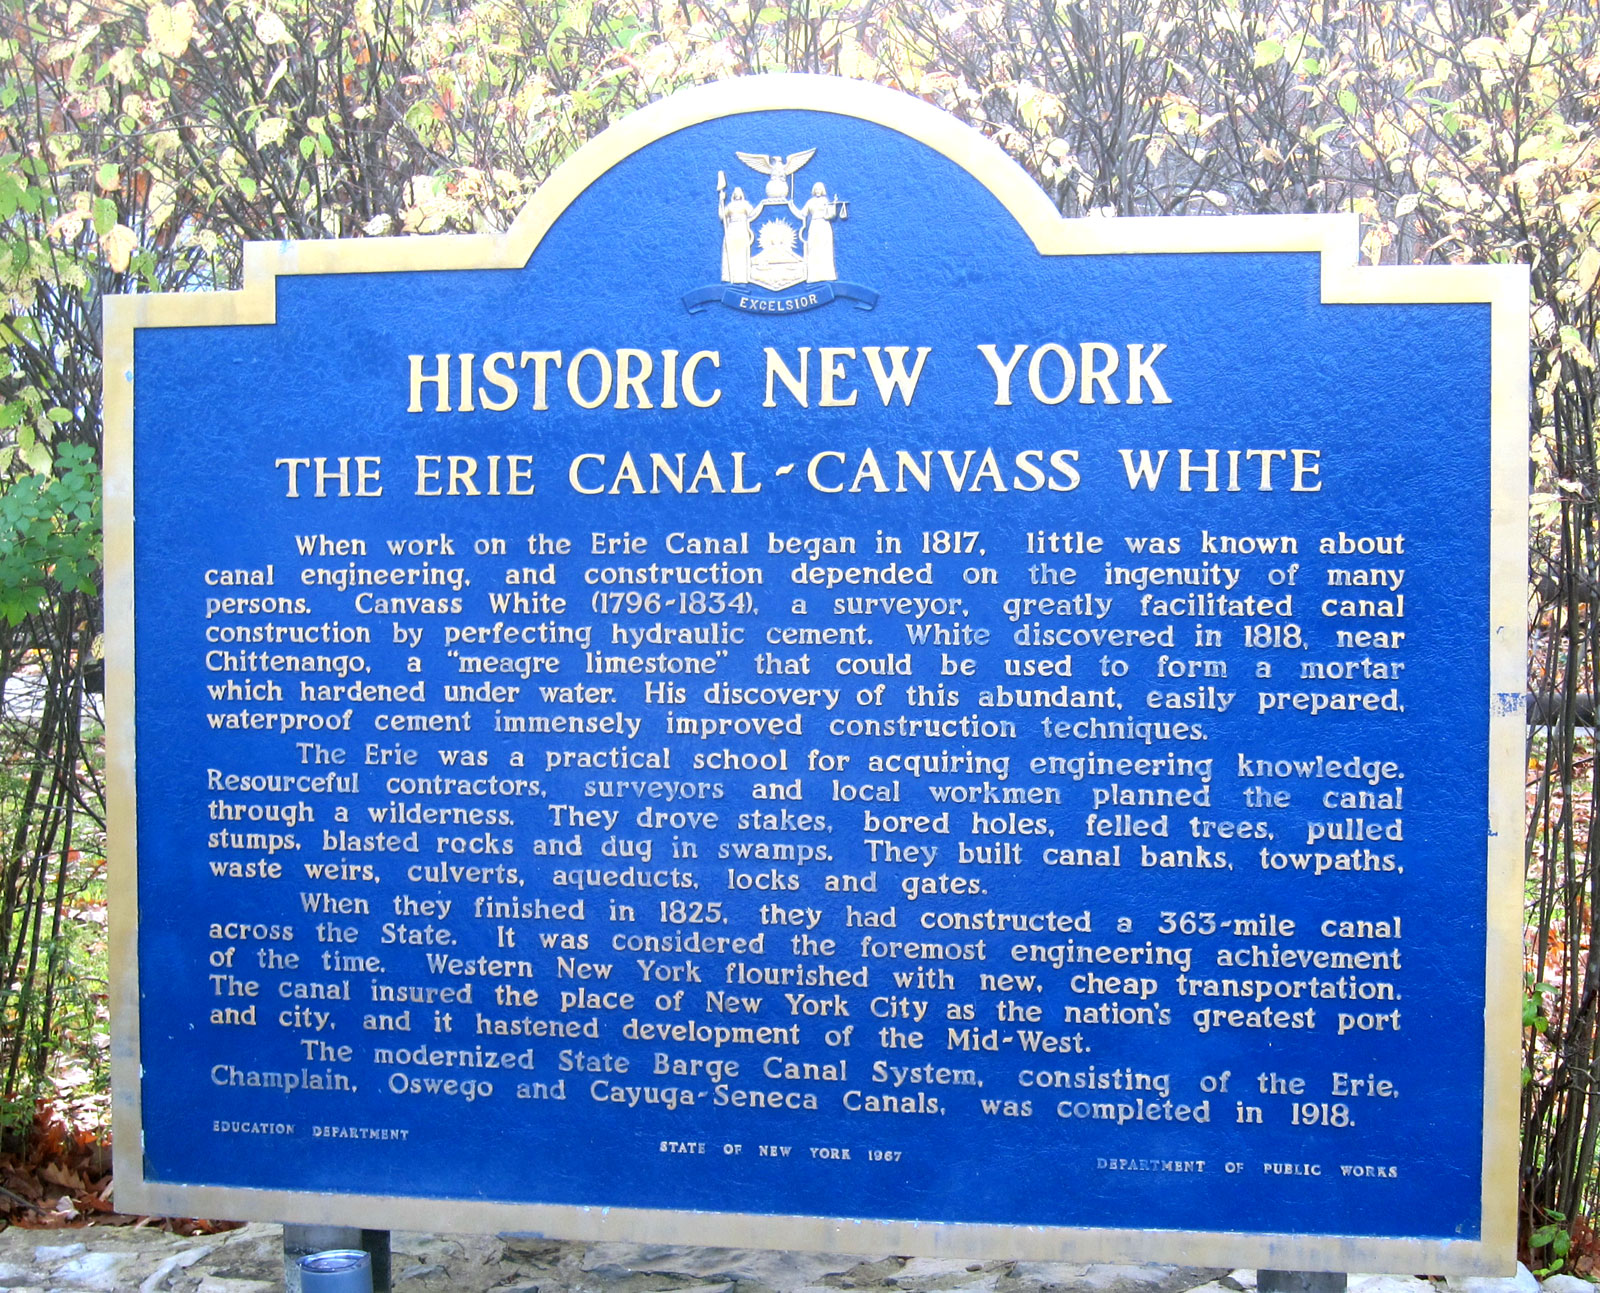 EXCELSIOR
HISTORIC NEW YORK
THE ERIE CANAL-CANVASS WHITE
When work on the Erie Canal began in 1817, little was known about
canal engineering, and construction depended on the ingenuity of many
persons. Canvass White (1796-1834), a surveyor, greatly facilitated canal
construction by perfecting hydraulic cement. White discovered in 1818, near
Chittenango, a "meagre limestone" that could be used to form a mortar
which hardened under water. His discovery of this abundant, easily prepared,
waterproof cement immensely improved construction techniques.
The Erie was a practical school for acquiring engineering knowledge.
Resourceful contractors, surveyors and local workmen planned the canal
through a wilderness. They drove stakes, bored holes, felled trees, pulled
stumps, blasted rocks and dug in swamps. They built canal banks, towpaths,
waste weirs, culverts, aqueducts, locks and gates.
When they finished in 1825, they had constructed a 363-mile canal
across the State. It was considered the foremost engineering achievement
of the time. Western New York flourished with new, cheap transportation.
The canal insured the place of New York City as the nation's greatest port
and city, and it hastened development of the Mid-West.
The modernized State Barge Canal System, consisting of the Erie,
Champlain, Oswego and Cayuga-Seneca Canals, was completed in 1918.
EDUCATION DEPARTMENT
STATE OF NEW YORK 1967
DEPARTMENT OF PUBLIC WORKS